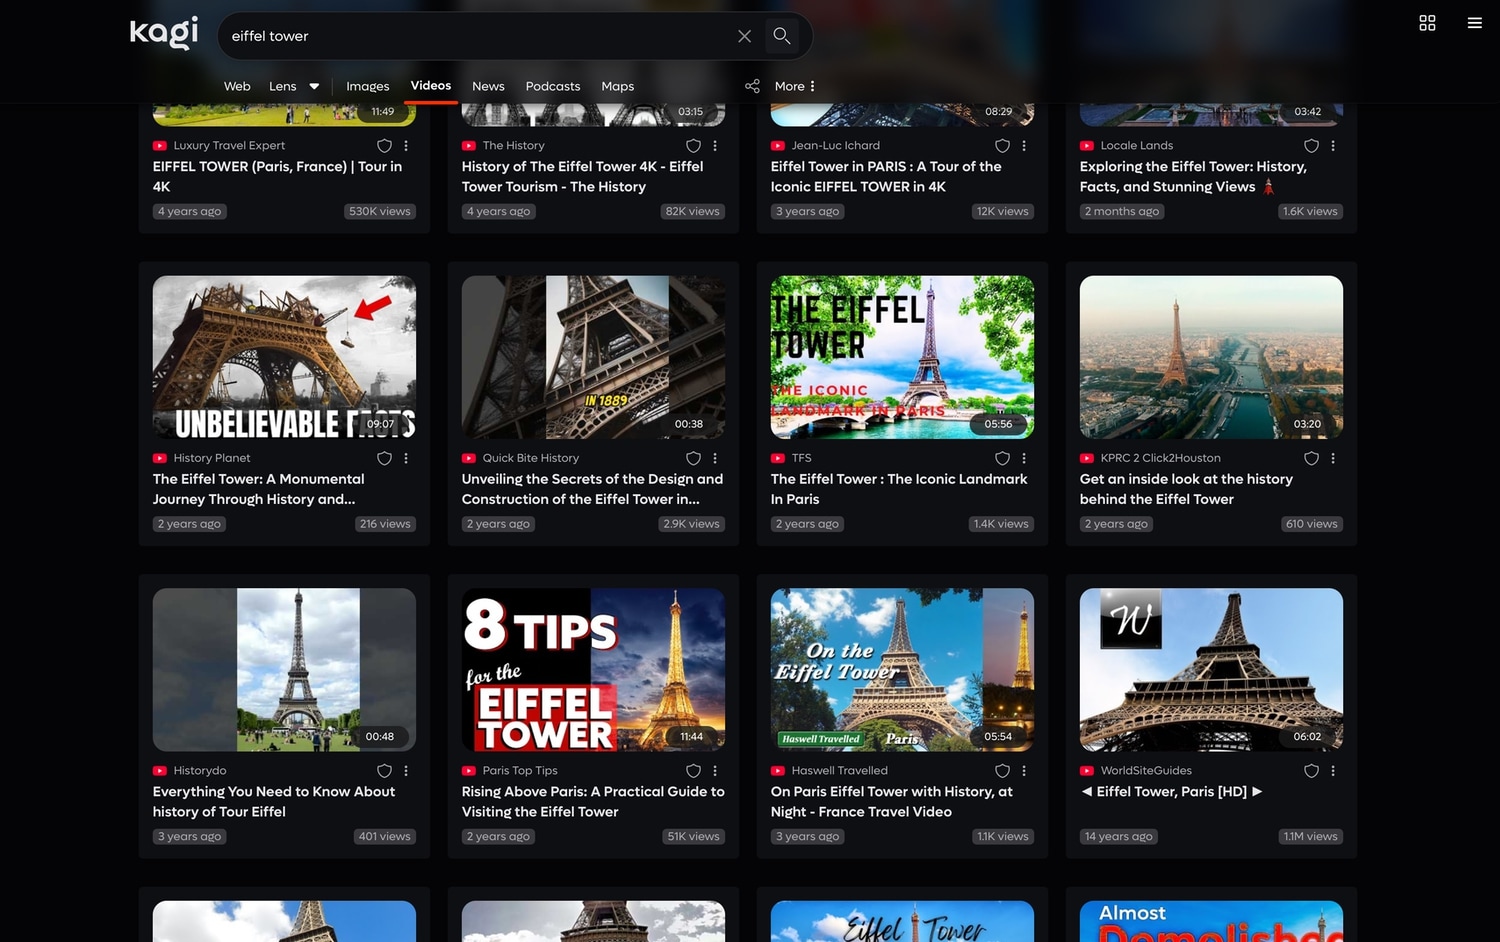 kagi
eiffel tower
Web Lens Images Videos News Podcasts Maps More
11:49
03:15
08:29
03:42
Luxury Travel Expert
EIFFEL TOWER (Paris, France) | Tour in
4K
4 years ago 530K views
The History
History of The Eiffel Tower 4K - Eiffel
Tower Tourism - The History
4 years ago 82K views
Jean-Luc Ichard
Eiffel Tower in PARIS : A Tour of the
Iconic EIFFEL TOWER in 4K
3 years ago 12K views
Locale Lands
Exploring the Eiffel Tower: History,
Facts, and Stunning Views 🗼
2 months ago 1.6K views
UNBELIEVABLE FACTS
09:07
History Planet
The Eiffel Tower: A Monumental
Journey Through History and...
2 years ago 216 views
IN 1889
00:38
Quick Bite History
Unveiling the Secrets of the Design and
Construction of the Eiffel Tower in...
2 years ago 2.9K views
THE EIFFEL
TOWER
THE ICONIC
LANDMARK IN PARIS
05:56
TFS
The Eiffel Tower : The Iconic Landmark
In Paris
2 years ago 1.4K views
03:20
KPRC 2 Click2Houston
Get an inside look at the history
behind the Eiffel Tower
2 years ago 610 views
00:48
Historydo
Everything You Need to Know About
history of Tour Eiffel
3 years ago 401 views
8 TIPS
for the
EIFFEL
TOWER
11:44
Paris Top Tips
Rising Above Paris: A Practical Guide to
Visiting the Eiffel Tower
2 years ago 51K views
On the
Eiffel Tower
Haswell Travelled
Paris
05:54
Haswell Travelled
On Paris Eiffel Tower with History, at
Night - France Travel Video
3 years ago 1.1K views
W
06:02
WorldSiteGuides
◄ Eiffel Tower, Paris [HD] ►
14 years ago 1.1M views
Eiffel Tower
Almost
Demolished